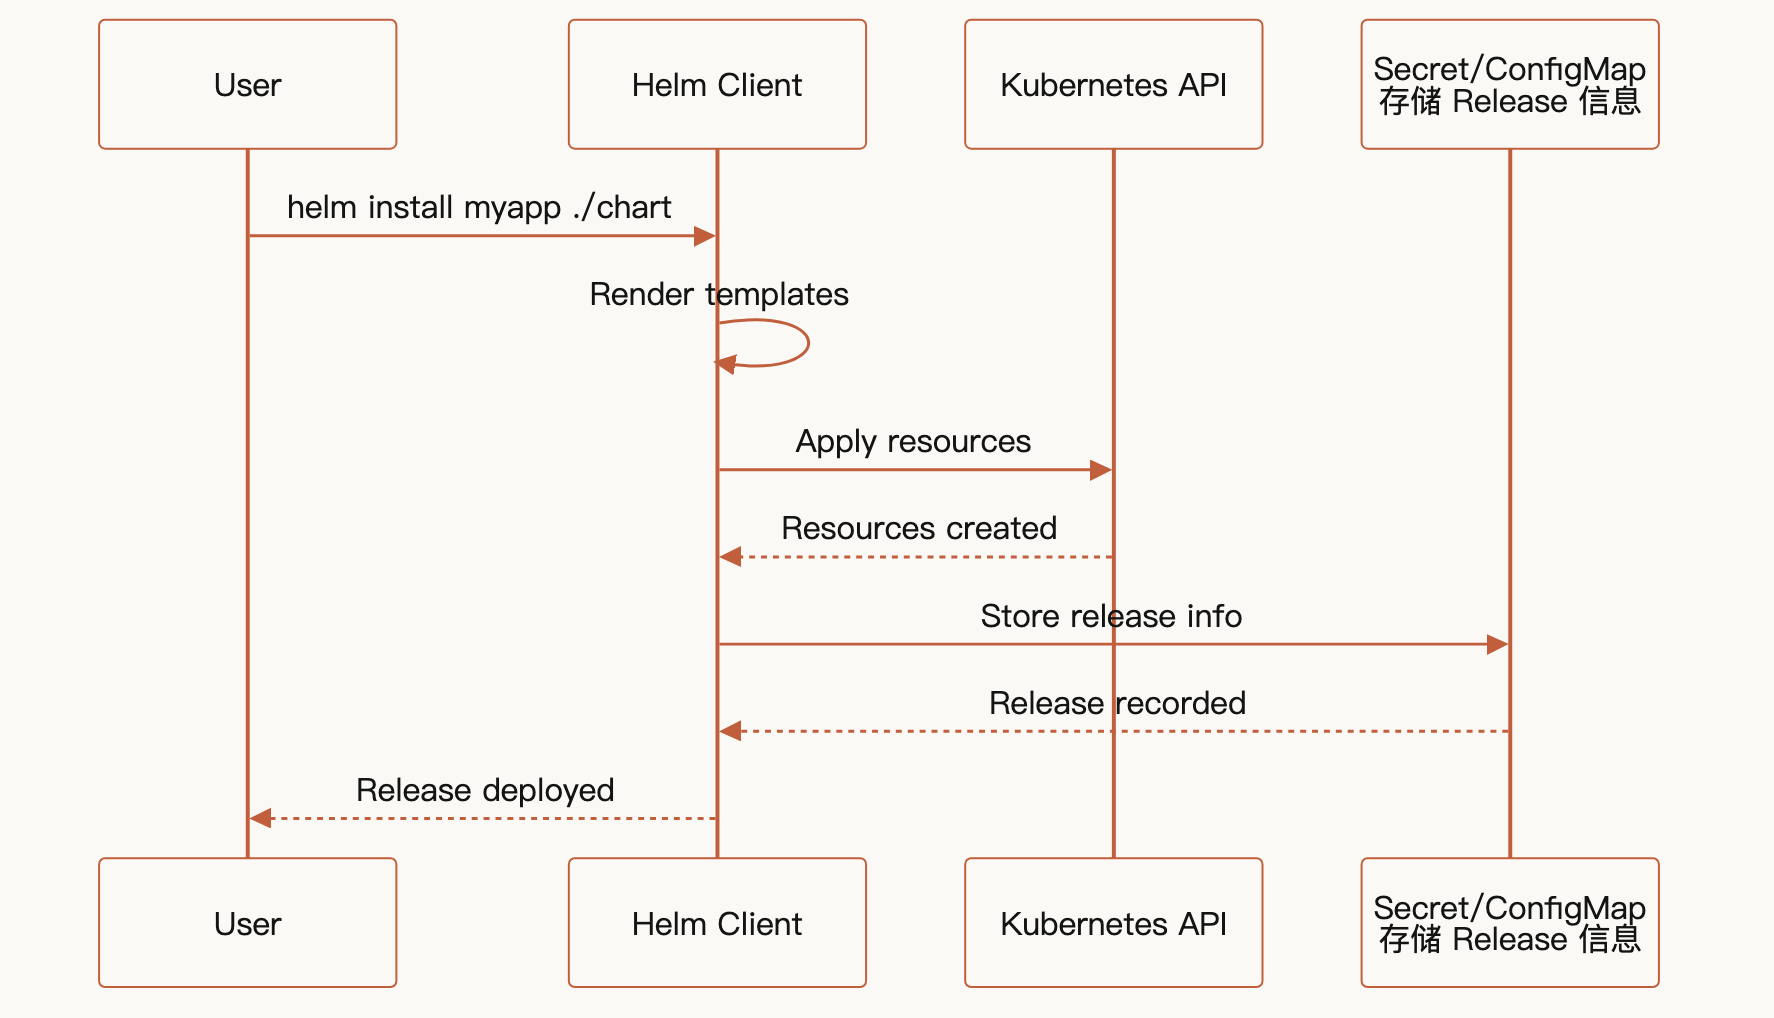 User
Helm Client
Kubernetes API
Secret/ConfigMap
存储 Release 信息
helm install myapp ./chart
Render templates
Apply resources
Resources created
Store release info
Release recorded
Release deployed
User
Helm Client
Kubernetes API
Secret/ConfigMap
存储 Release 信息